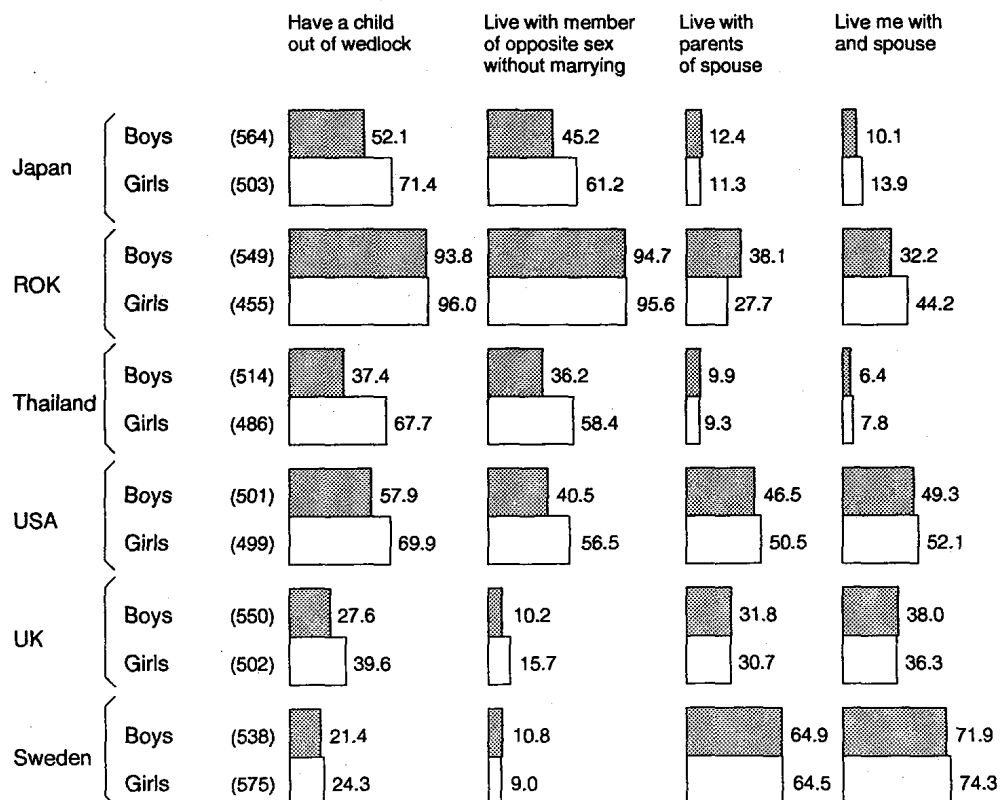 Have a child
out of wedlock
Live with member
of opposite sex
without marrying
Live with
parents
of spouse
Live me with
and spouse
Japan
Boys (564) 52.1 45.2 12.4 10.1
Girls (503) 71.4 61.2 11.3 13.9
ROK
Boys (549) 93.8 94.7 38.1 32.2
Girls (455) 96.0 95.6 27.7 44.2
Thailand
Boys (514) 37.4 36.2 9.9 6.4
Girls (486) 67.7 58.4 9.3 7.8
USA
Boys (501) 57.9 40.5 46.5 49.3
Girls (499) 69.9 56.5 50.5 52.1
UK
Boys (550) 27.6 10.2 31.8 38.0
Girls (502) 39.6 15.7 30.7 36.3
Sweden
Boys (538) 21.4 10.8 64.9 71.9
Girls (575) 24.3 9.0 64.5 74.3